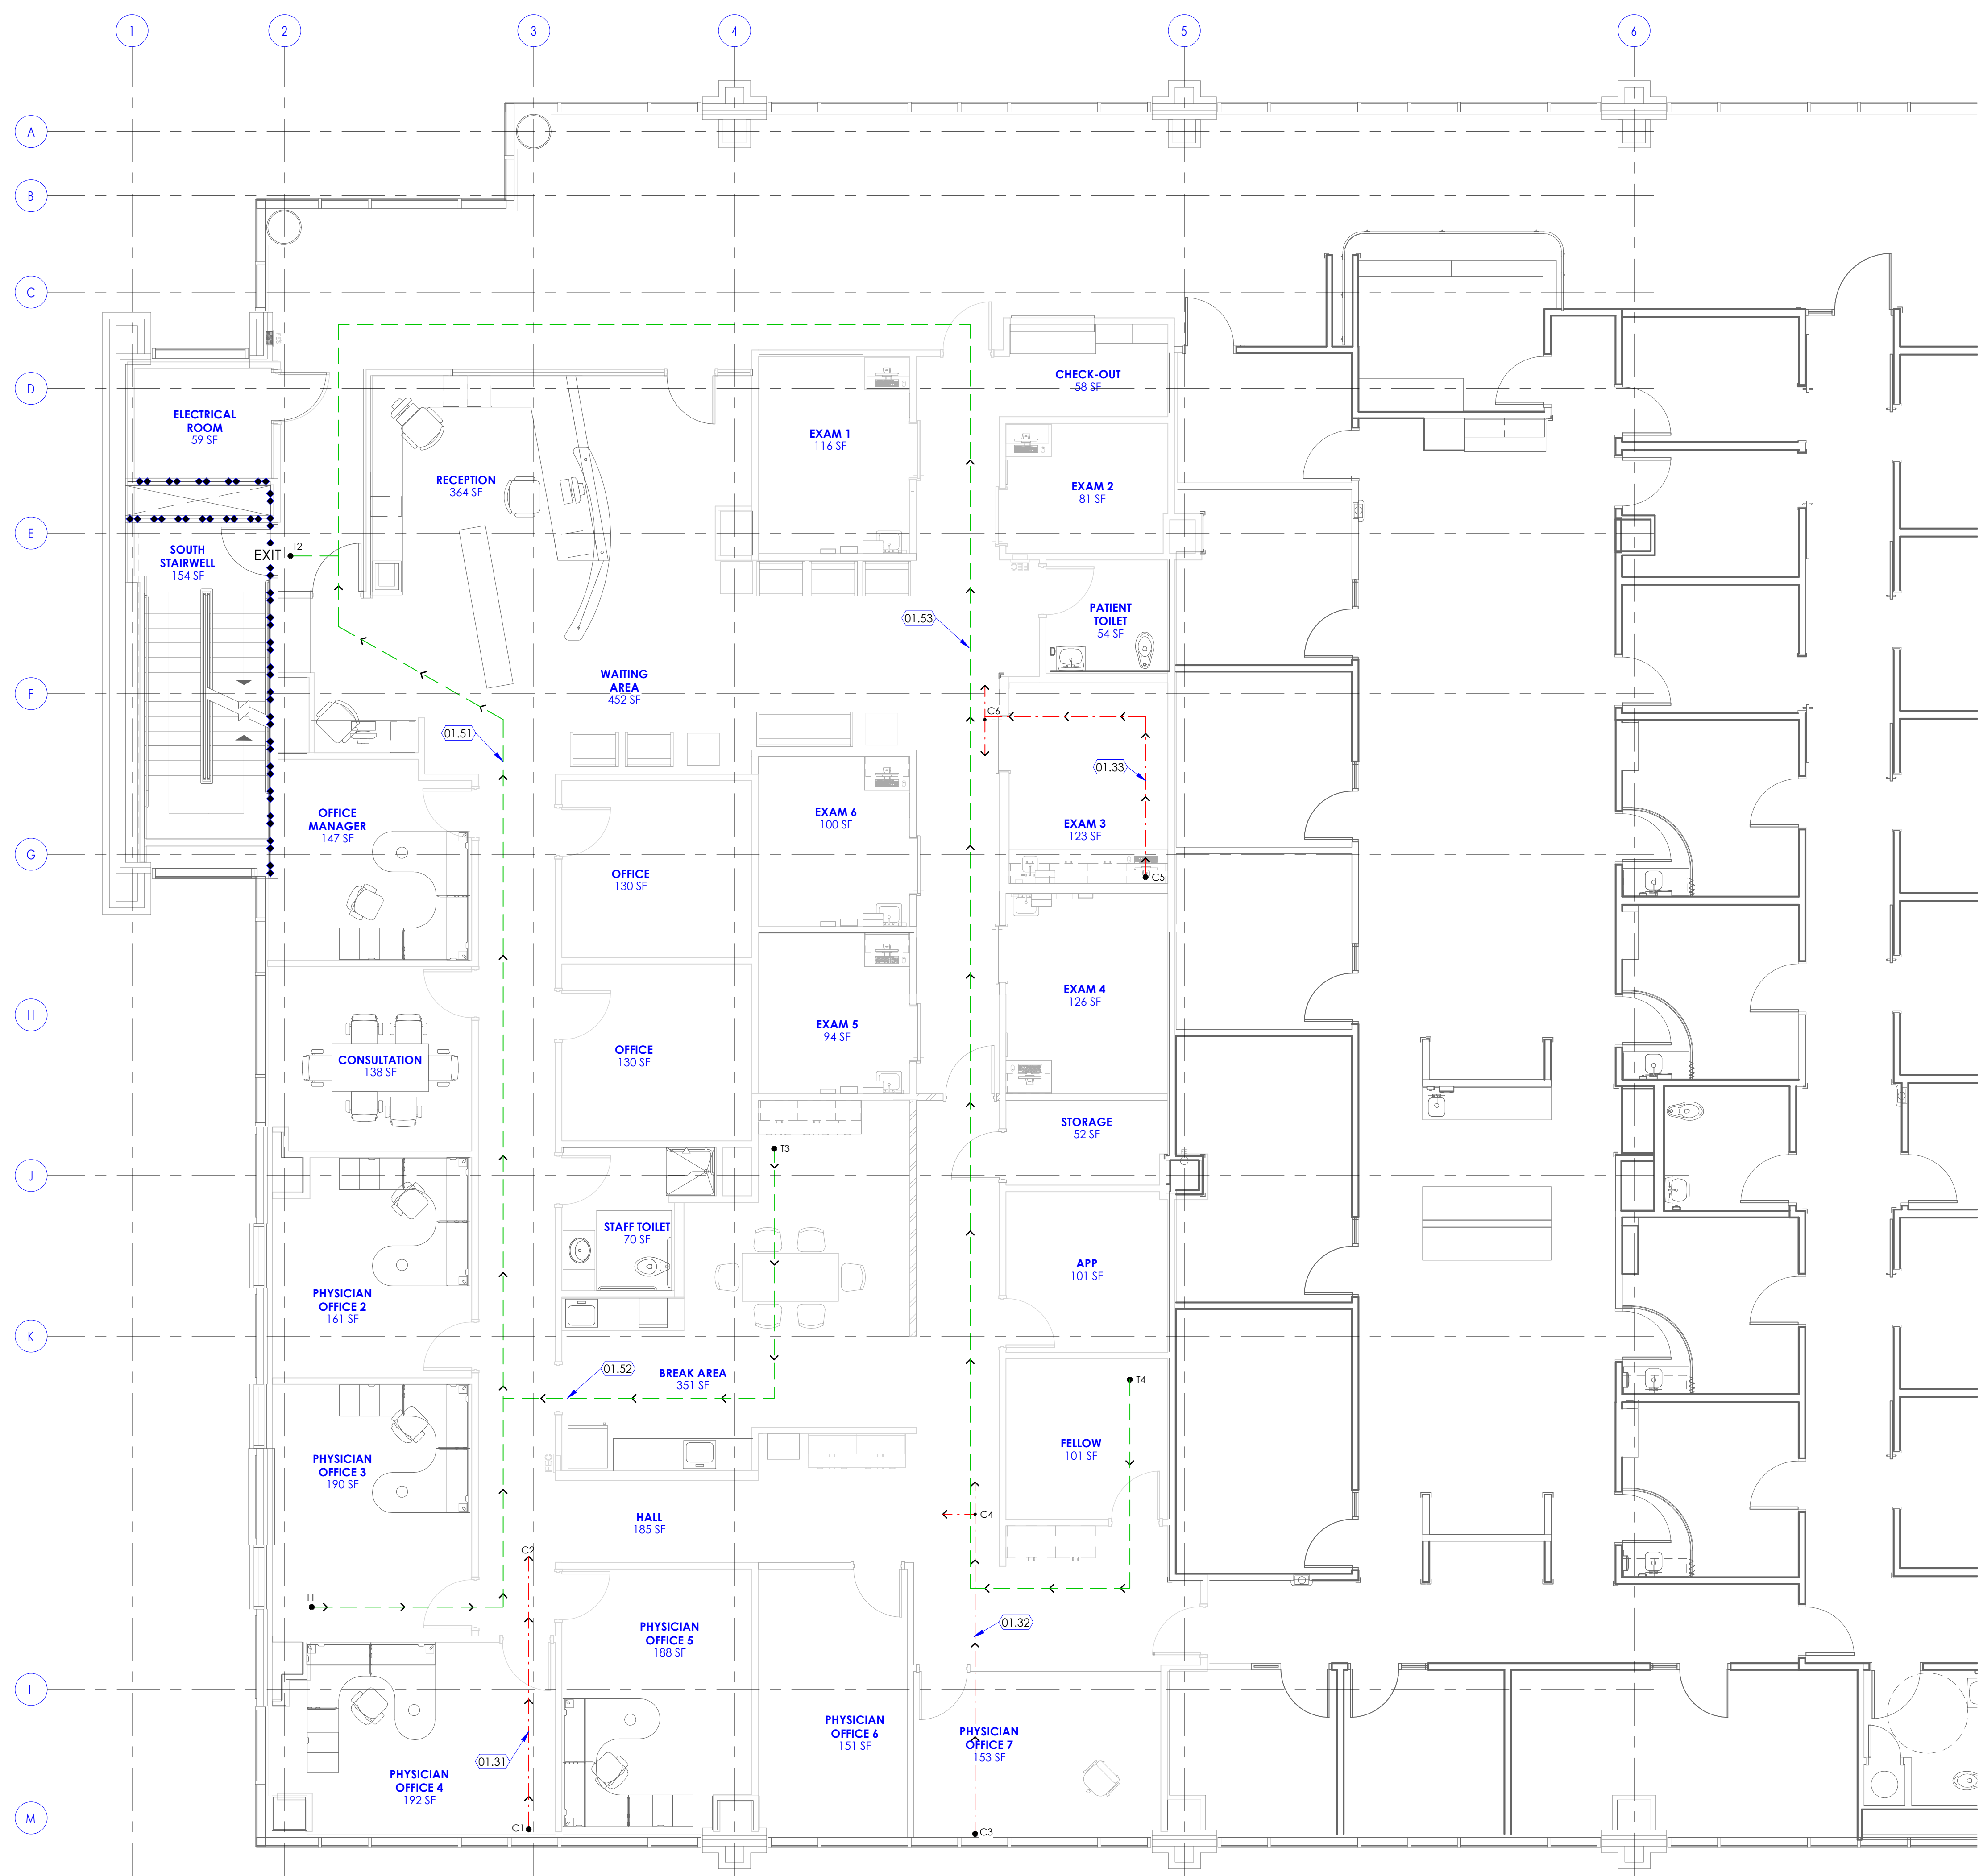 1
2
3
4
5
6
A
B
C
D
E
F
G
H
J
K
L
M
FES
ELECTRICAL
ROOM
59 SF
SOUTH
STAIRWELL
154 SF
EXIT
T2
RECEPTION
364 SF
EXAM 1
116 SF
CHECK-OUT
58 SF
EXAM 2
81 SF
FEC
PATIENT
TOILET
54 SF
01.53
WAITING
AREA
452 SF
01.51
C6
01.33
OFFICE
MANAGER
147 SF
OFFICE
130 SF
EXAM 6
100 SF
EXAM 3
123 SF
C5
CONSULTATION
138 SF
OFFICE
130 SF
EXAM 5
94 SF
EXAM 4
126 SF
STORAGE
52 SF
T3
STAFF TOILET
70 SF
APP
101 SF
PHYSICIAN
OFFICE 2
161 SF
01.52
BREAK AREA
351 SF
T4
PHYSICIAN
OFFICE 3
190 SF
FEC
FELLOW
101 SF
HALL
185 SF
C4
C2
T1
01.32
PHYSICIAN
OFFICE 5
188 SF
01.31
PHYSICIAN
OFFICE 6
151 SF
PHYSICIAN
OFFICE 7
153 SF
PHYSICIAN
OFFICE 4
192 SF
C1
C3